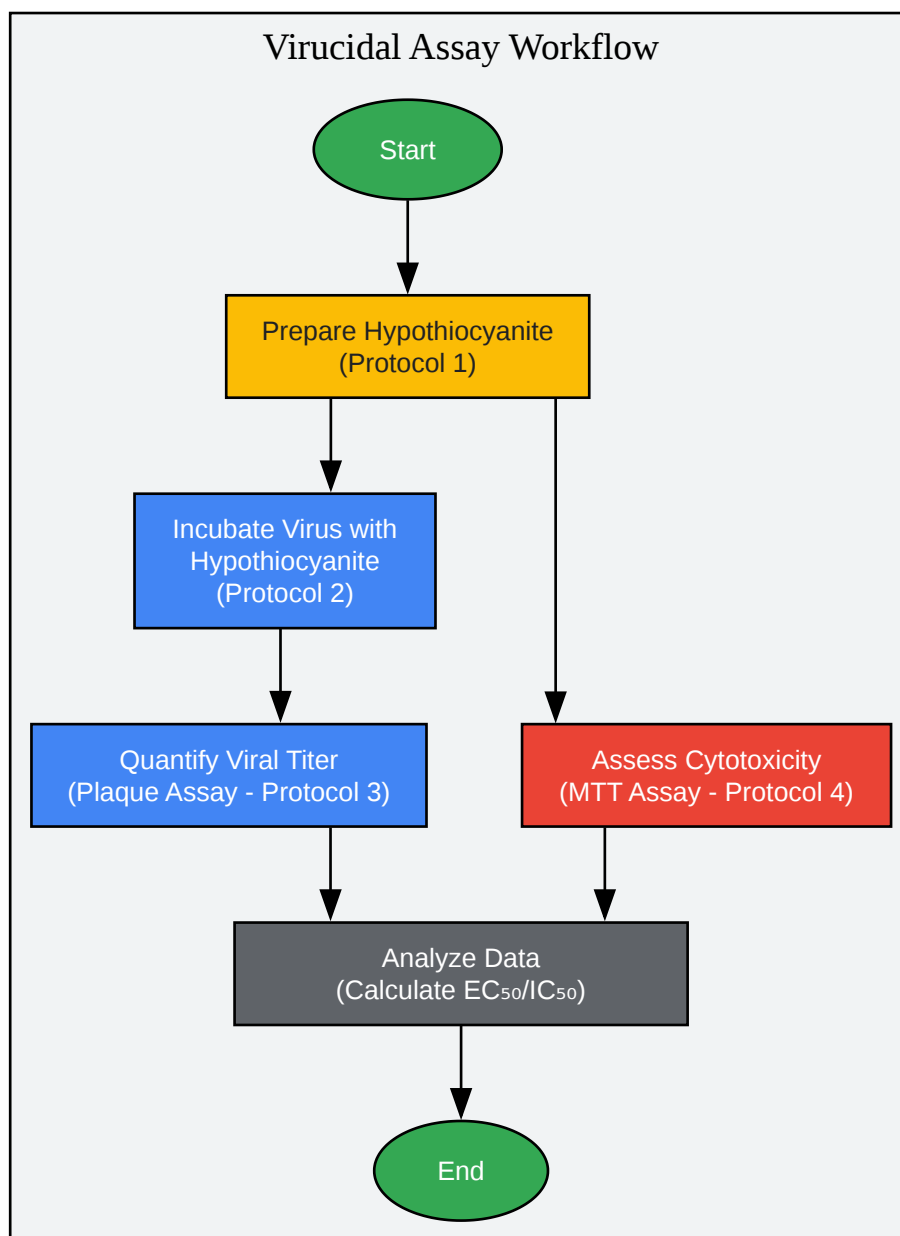 Virucidal Assay Workflow
Start
Prepare Hypothiocyanite
(Protocol 1)
Incubate Virus with
Hypothiocyanite
(Protocol 2)
Quantify Viral Titer
(Plaque Assay - Protocol 3)
Assess Cytotoxicity
(MTT Assay - Protocol 4)
Analyze Data
(Calculate EC₅₀/IC₅₀)
End